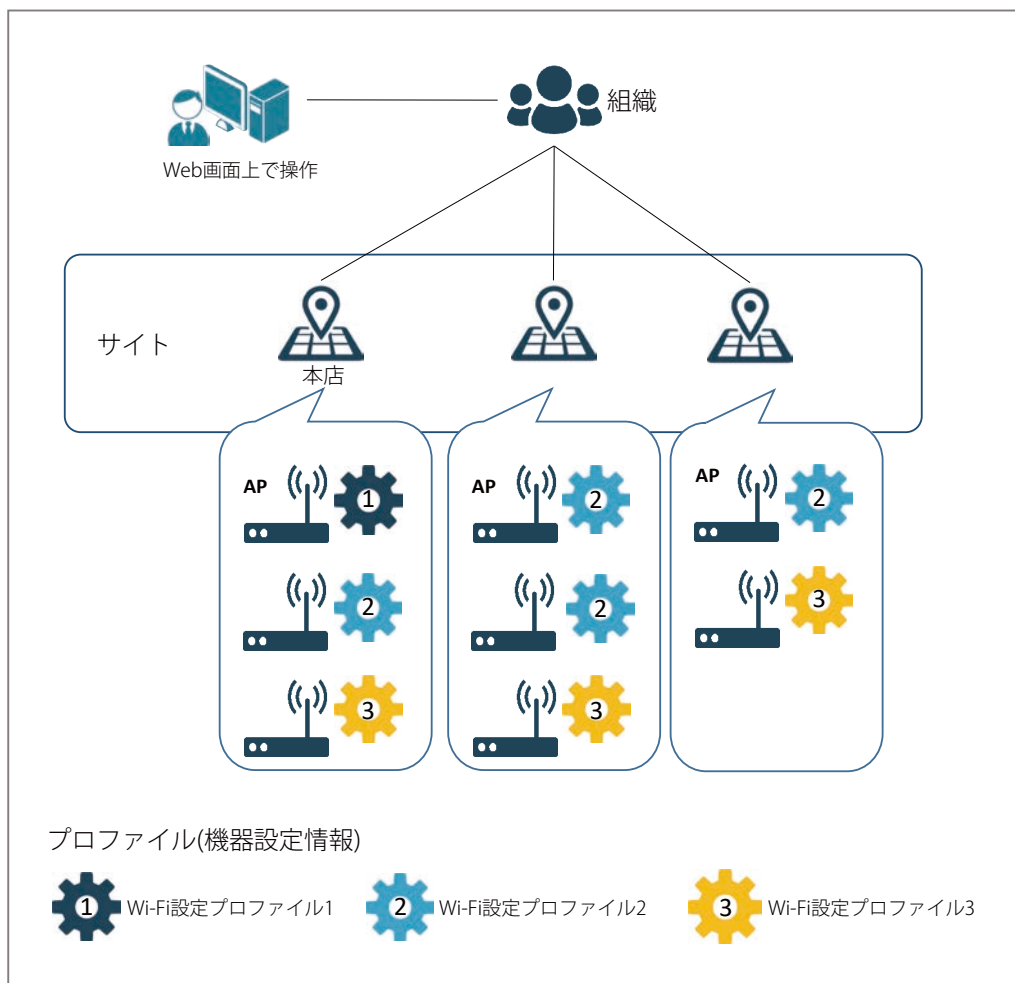 組織
Web画面上で操作
サイト
本店
AP
1
AP
2
AP
2
2
2
3
3
3
プロファイル(機器設定情報)
1 Wi-Fi設定プロファイル1
2 Wi-Fi設定プロファイル2
3 Wi-Fi設定プロファイル3